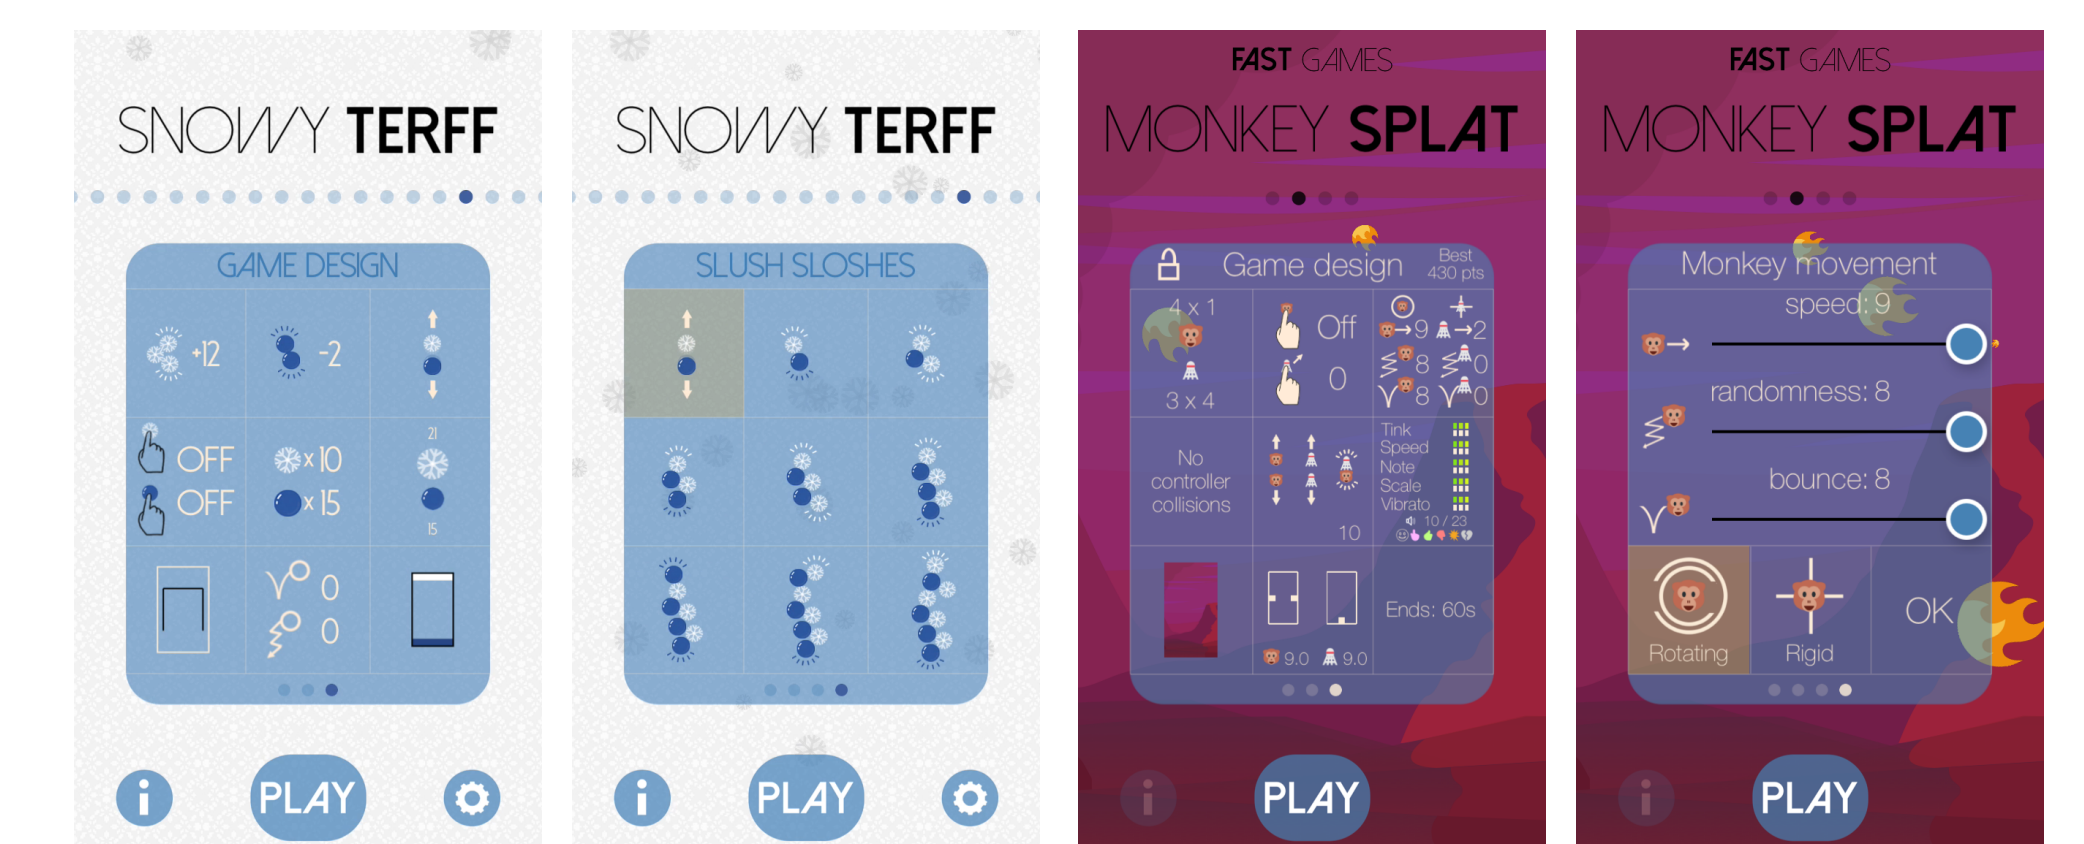 SNOWY TERFF
GAME DESIGN
+12
-2
OFF
OFF
x 10
x 15
21
15
0
0
PLAY
SNOWY TERFF
SLUSH SLOSHES
PLAY
FAST GAMES
MONKEY SPLAT
Game design
Best
430 pts
4 x 1
3 x 4
Off
0
9
2
8
0
8
0
No
controller
collisions
10
Tink
Speed
Note
Scale
Vibrato
10 / 23
9.0
9.0
Ends: 60s
PLAY
FAST GAMES
MONKEY SPLAT
Monkey movement
speed: 9
randomness: 8
bounce: 8
Rotating
Rigid
OK
PLAY